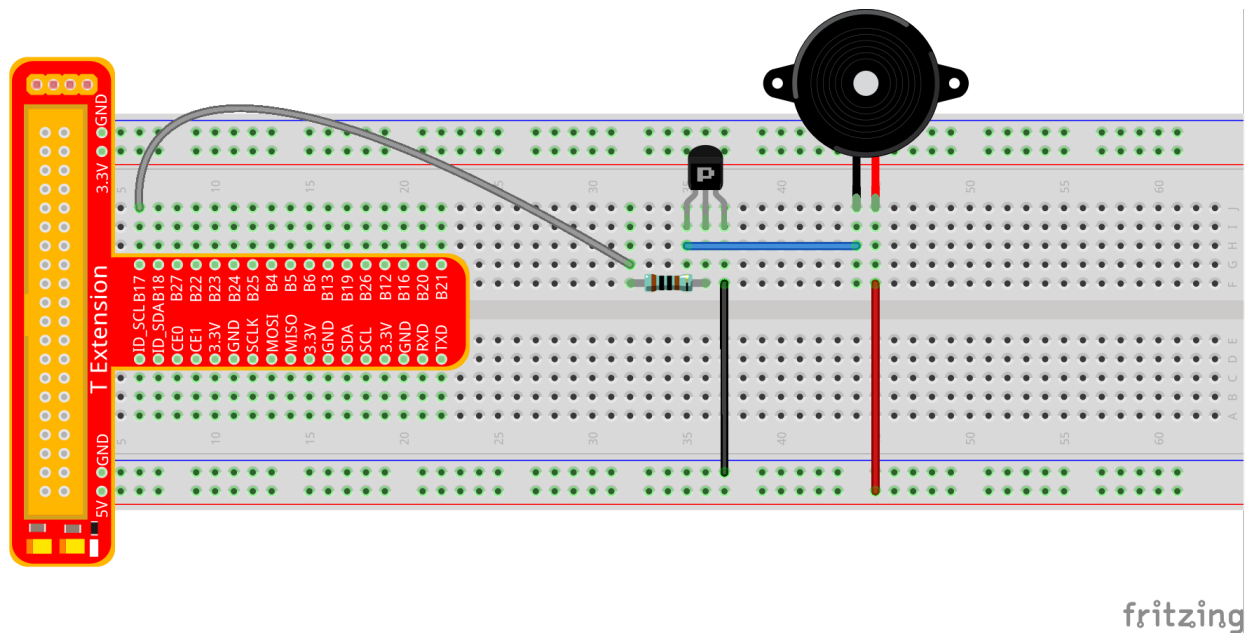 GND
3.3V
5
10
15
20
25
30
35
40
45
50
55
60
J
I
H
G
F
p
B17
B18
B27
B22
B23
B24
B25
B4
B5
B6
B13
B19
B26
B12
B16
B20
B21
T Extension
ID_SCL
ID_SDA
CE0
CE1
3.3V
GND
SCLK
MOSI
MISO
3.3V
GND
SDA
SCL
3.3V
GND
RXD
TXD
E
D
C
B
A
5
10
15
20
25
30
35
40
45
50
55
60
GND
5V
fritzing